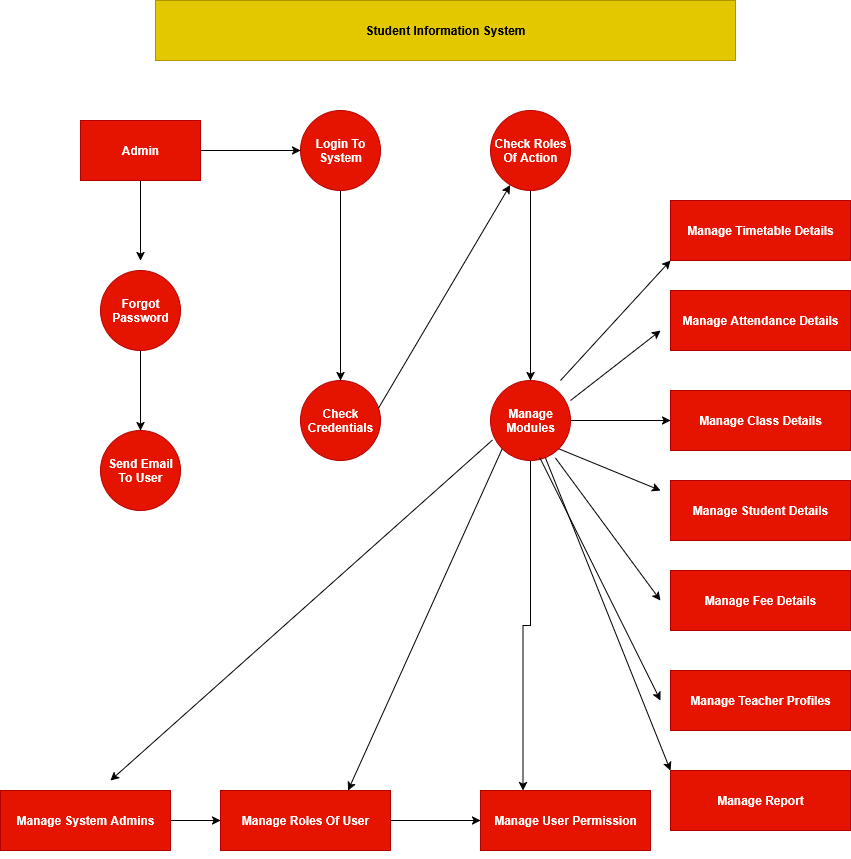 Student Information System
Admin
Login To
System
Check Roles
Of Action
Manage Timetable Details
Forgot
Password
Manage Attendance Details
Check
Credentials
Manage
Modules
Manage Class Details
Send Email
To User
Manage Student Details
Manage Fee Details
Manage Teacher Profiles
Manage Report
Manage System Admins
Manage Roles Of User
Manage User Permission